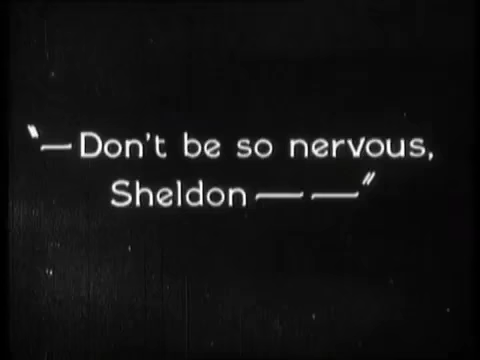 "—Don't be so nervous,
Sheldon — —"